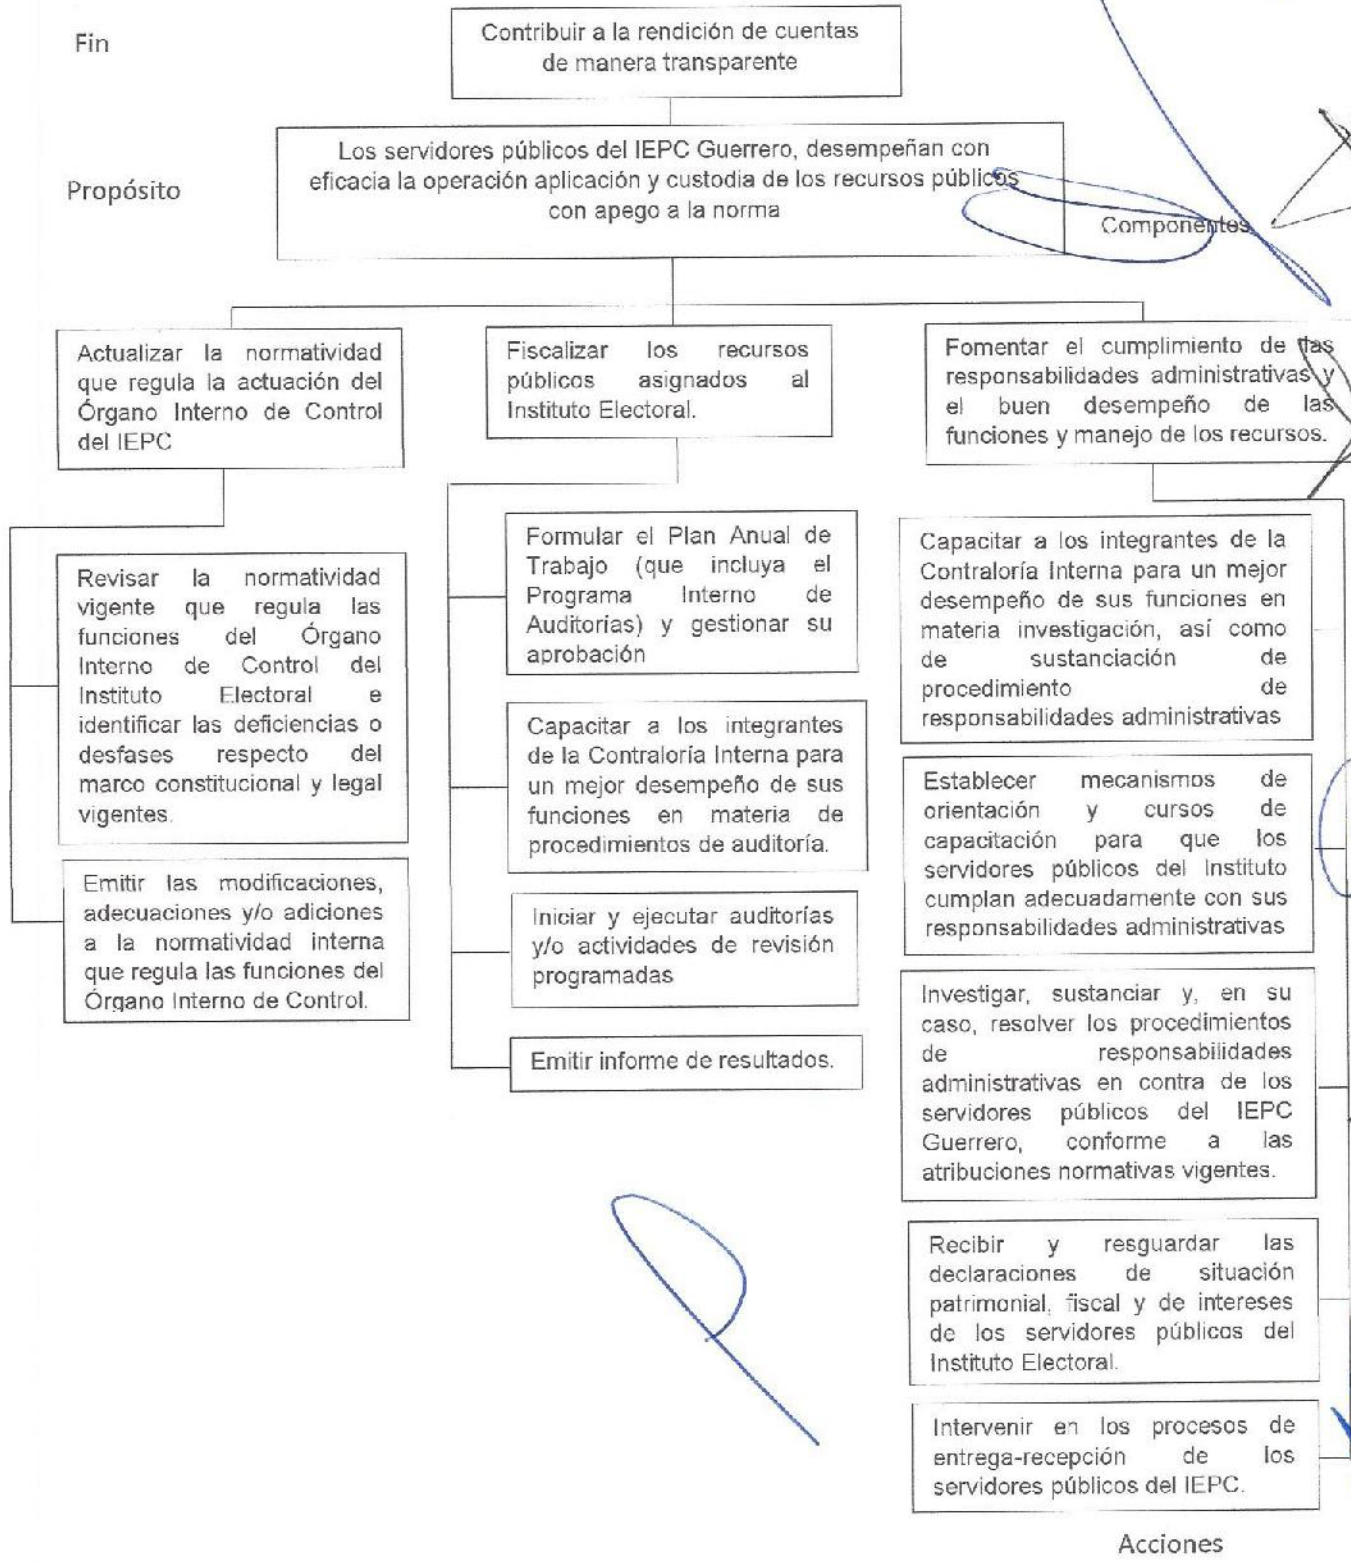 Fin
Contribuir a la rendición de cuentas
de manera transparente
Propósito
Los servidores públicos del IEPC Guerrero, desempeñan con
eficacia la operación aplicación y custodia de los recursos públicos
con apego a la norma
Componentes
Actualizar la normatividad
que regula la actuación del
Órgano Interno de Control
del IEPC
Revisar la normatividad
vigente que regula las
funciones del Órgano
Interno de Control del
Instituto Electoral e
identificar las deficiencias o
desfases respecto del
marco constitucional y legal
vigentes.
Emitir las modificaciones,
adecuaciones y/o adiciones
a la normatividad interna
que regula las funciones del
Órgano Interno de Control.
Fiscalizar los recursos
públicos asignados al
Instituto Electoral.
Formular el Plan Anual de
Trabajo (que incluya el
Programa Interno de
Auditorías) y gestionar su
aprobación
Capacitar a los integrantes
de la Contraloría Interna para
un mejor desempeño de sus
funciones en materia de
procedimientos de auditoría.
Iniciar y ejecutar auditorías
y/o actividades de revisión
programadas
Emitir informe de resultados.
Fomentar el cumplimiento de las
responsabilidades administrativas y
el buen desempeño de las
funciones y manejo de los recursos.
Capacitar a los integrantes de la
Contraloría Interna para un mejor
desempeño de sus funciones en
materia investigación, así como
de sustanciación de
procedimiento de
responsabilidades administrativas
Establecer mecanismos de
orientación y cursos de
capacitación para que los
servidores públicos del Instituto
cumplan adecuadamente con sus
responsabilidades administrativas
Investigar, sustanciar y, en su
caso, resolver los procedimientos
de responsabilidades
administrativas en contra de los
servidores públicos del IEPC
Guerrero, conforme a las
atribuciones normativas vigentes.
Recibir y resguardar las
declaraciones de situación
patrimonial, fiscal y de intereses
de los servidores públicos del
Instituto Electoral.
Intervenir en los procesos de
entrega-recepción de los
servidores públicos del IEPC.
Acciones